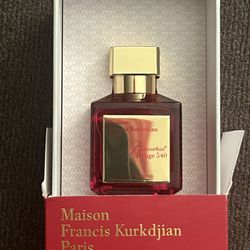 Maison
Francis Kurkdjian
Baccarat
Rouge 540
Maison
Francis Kurkdjian
Paris